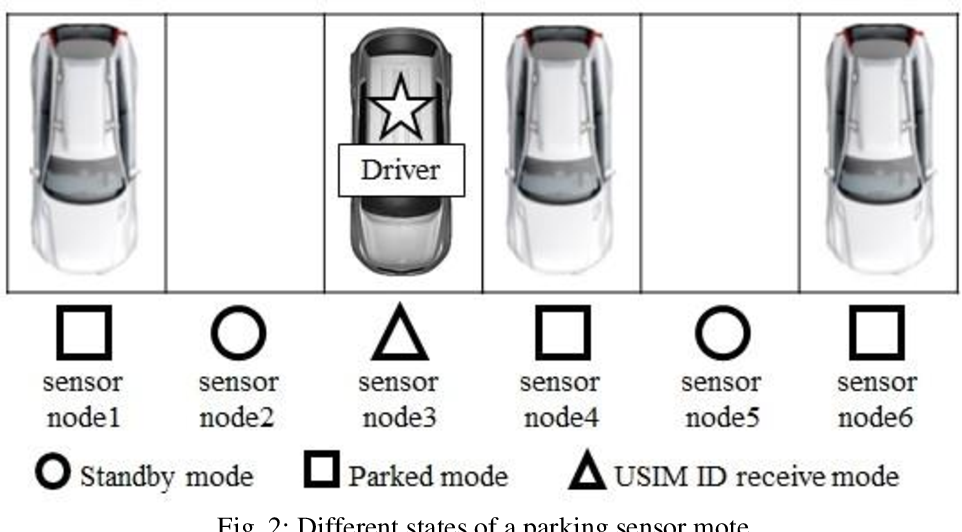 Driver
sensor sensor sensor sensor sensor sensor
node1 node2 node3 node4 node5 node6
Standby mode Parked mode USIM ID receive mode
Fig. 2: Different states of a parking sensor mote